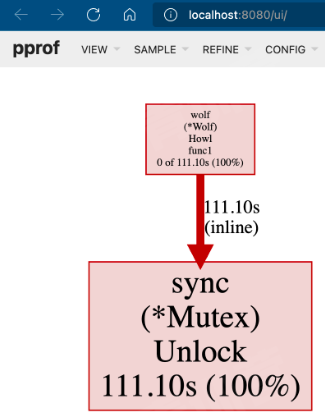 localhost:8080/ui/
pprof VIEW SAMPLE REFINE CONFIG
wolf
(*Wolf)
Howl
func1
0 of 111.10s (100%)
111.10s
(inline)
sync
(*Mutex)
Unlock
111.10s (100%)